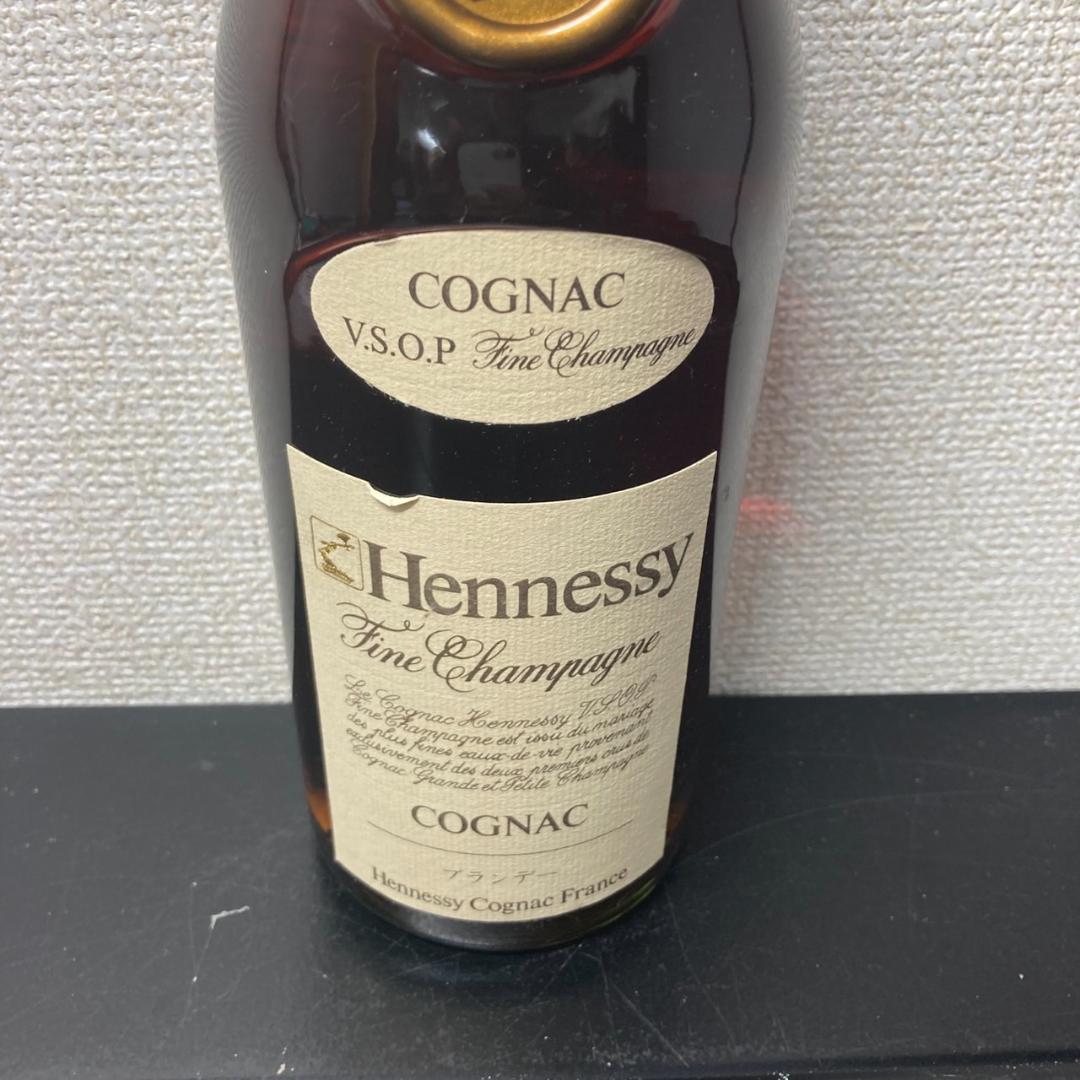 COGNAC
V.S.O.P Fine Champagne
Hennessy
Fine Champagne
Le Cognac Hennessy V.S.O.P
Fine Champagne est issu du mariage
des plus fines eaux-de-vie provenant
exclusivement des deux premiers crus de
Cognac Grande et Petite Champagne
COGNAC
ブランデー
Hennessy Cognac France